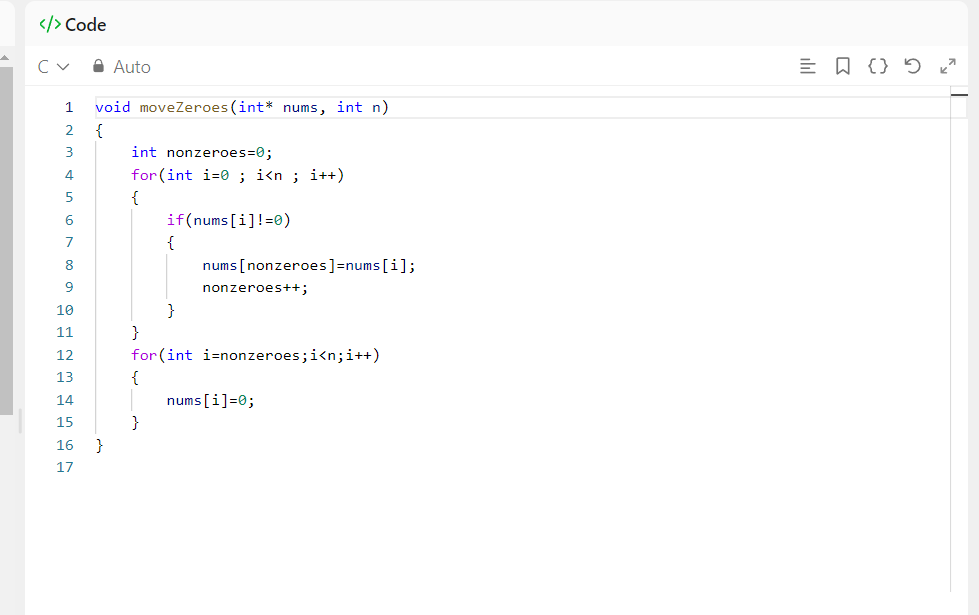 </> Code
C Auto
1 void moveZeroes(int* nums, int n)
2 {
3     int nonzeroes=0;
4     for(int i=0 ; i<n ; i++)
5     {
6         if(nums[i]!=0)
7         {
8             nums[nonzeroes]=nums[i];
9             nonzeroes++;
10         }
11     }
12     for(int i=nonzeroes;i<n;i++)
13     {
14         nums[i]=0;
15     }
16 }
17